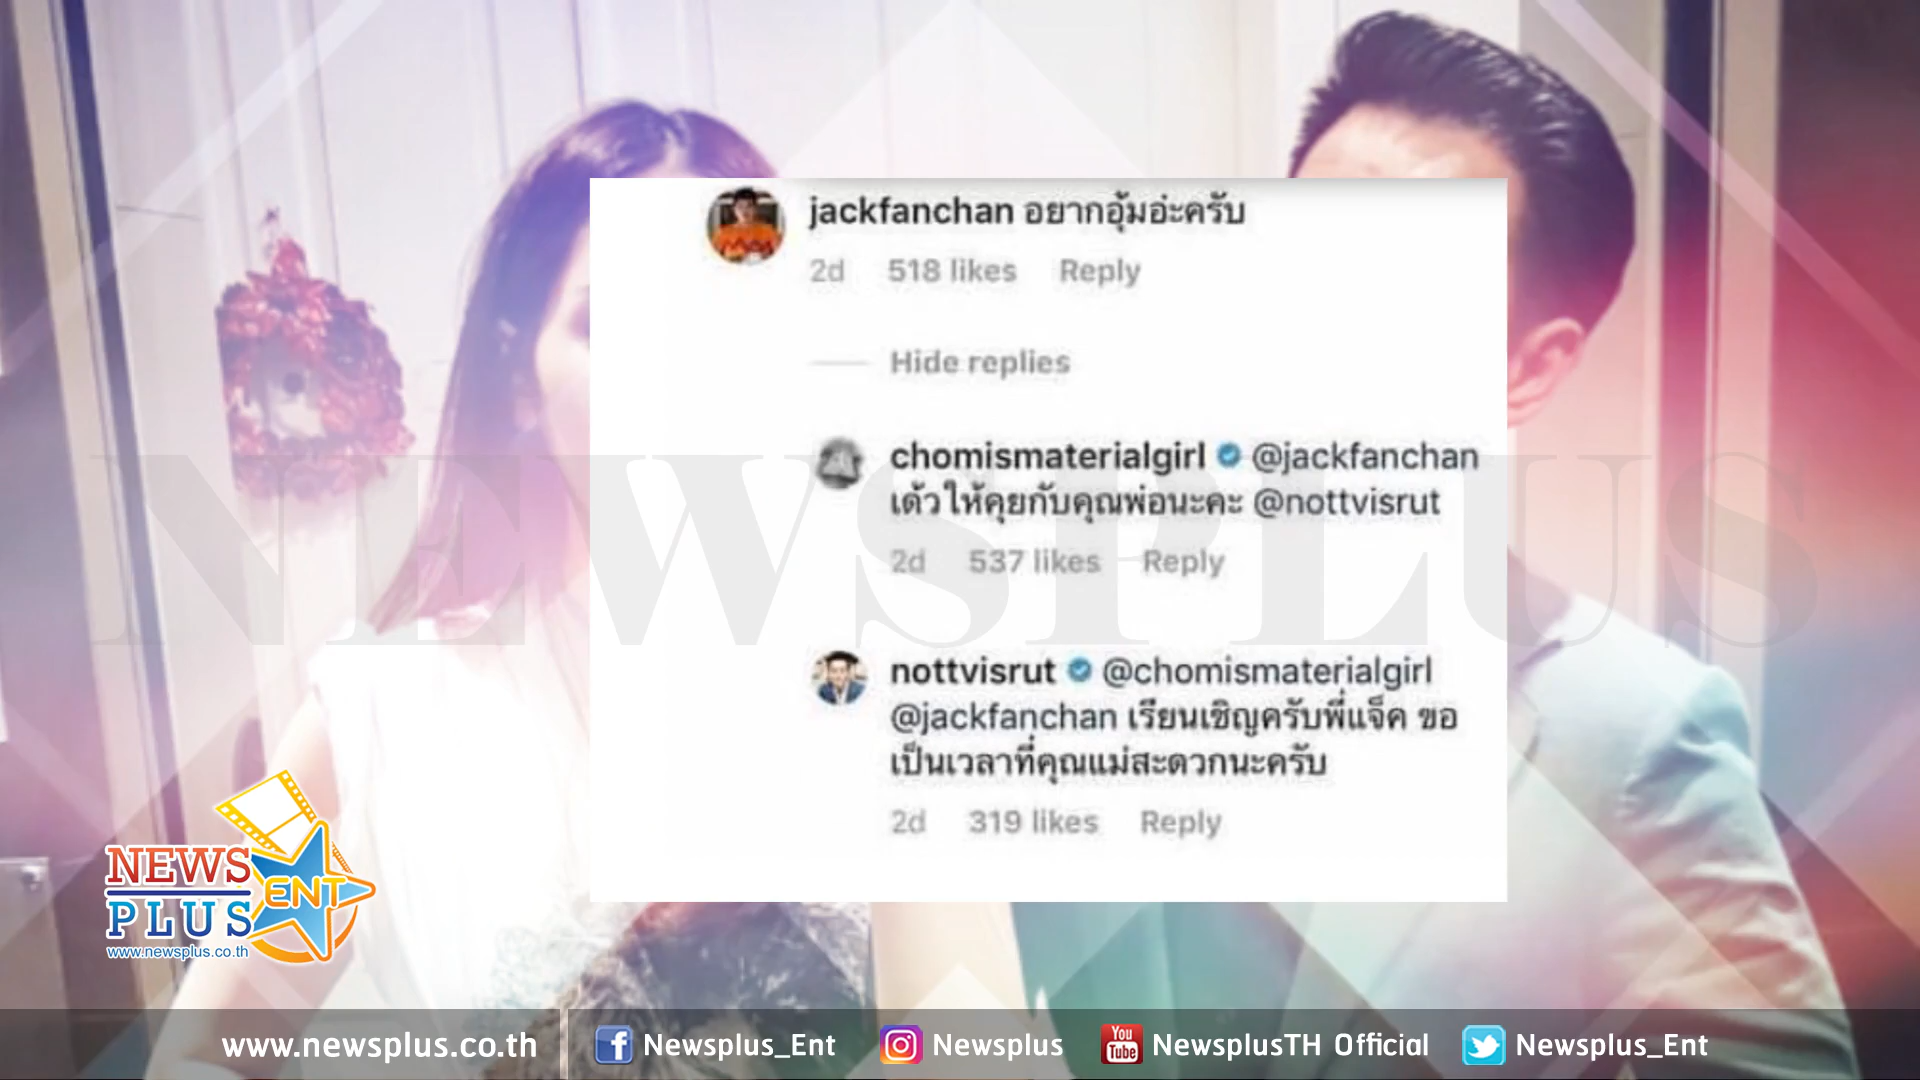 jackfanchan อยากอุ้มอ่ะครับ
2d 518 likes Reply
Hide replies
chomismaterialgirl @jackfanchan
เด้ว ให้คุยกับคุณพ่อนะคะ @nottvisrut
2d 537 likes Reply
NEWSPLUS
nottvisrut @chomismaterialgirl
@jackfanchan เรียนเชิญครับพี่แจ็ค ขอ
เป็นเวลาที่คุณแม่สะดวกนะครับ
2d 319 likes Reply
NEWS
PLUS
ENT
www.newsplus.co.th
www.newsplus.co.th
Newsplus_Ent
Newsplus
You
Tube
NewsplusTH Official
Newsplus_Ent